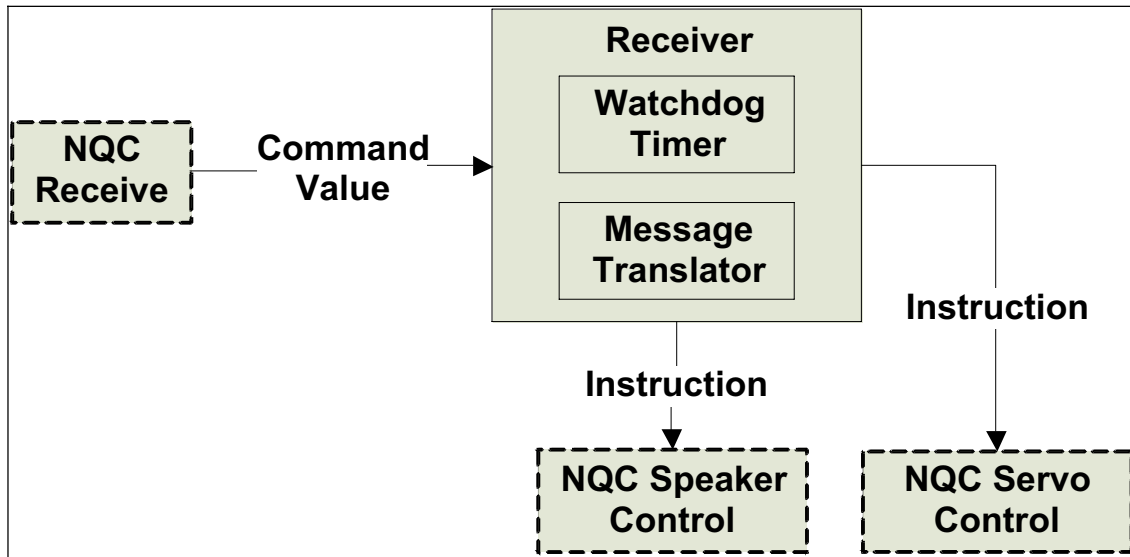 Receiver
Watchdog
Timer
NQC
Receive
Command
Value
Message
Translator
Instruction
Instruction
NQC Speaker
Control
NQC Servo
Control